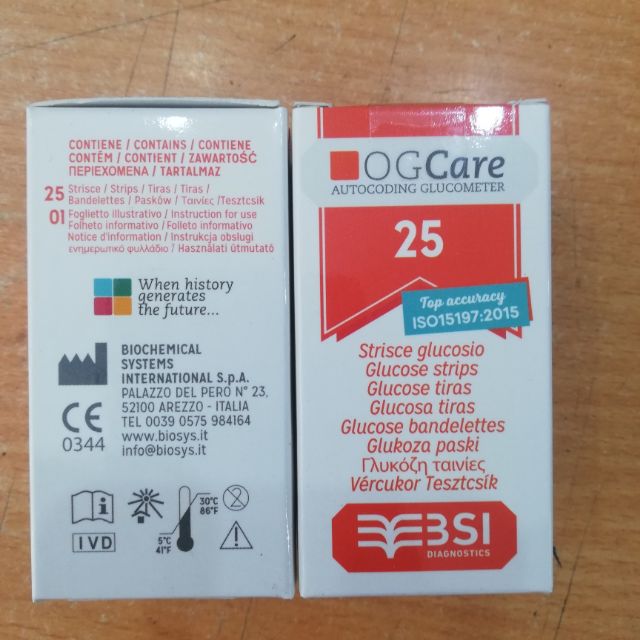 CONTIENE / CONTAINS / CONTIENE
CONTÉM / CONTIENT / ZAWARTOŚĆ
ΠΕΡΙΕΧΟΜΕΝΑ / TARTALMAZ
25 Strisce / Strips / Tiras / Tiras /
Bandelettes / Pasków / Ταινίες /Tesztcsík
01 Foglietto illustrativo / Instruction for use
Folheto informativo / Folleto informativo
Notice d'information / Instrukcja obsługi
ενημερωτικό φυλλάδιο / Használati útmutató
When history
generates
the future...
BIOCHEMICAL
SYSTEMS
INTERNATIONAL S.p.A.
PALAZZO DEL PERO N° 23,
52100 AREZZO - ITALIA
TEL 0039 0575 984164
www.biosys.it
info@biosys.it
CE
0344
i
30°C
86°F
5°C
41°F
2
IVD
OGCare
AUTOCODING GLUCOMETER
25
Top accuracy
ISO15197:2015
Strisce glucosio
Glucose strips
Glucose tiras
Glucosa tiras
Glucose bandelettes
Glukoza paski
Γλυκόζη ταινίες
Vércukor Tesztcsík
BSI
DIAGNOSTICS